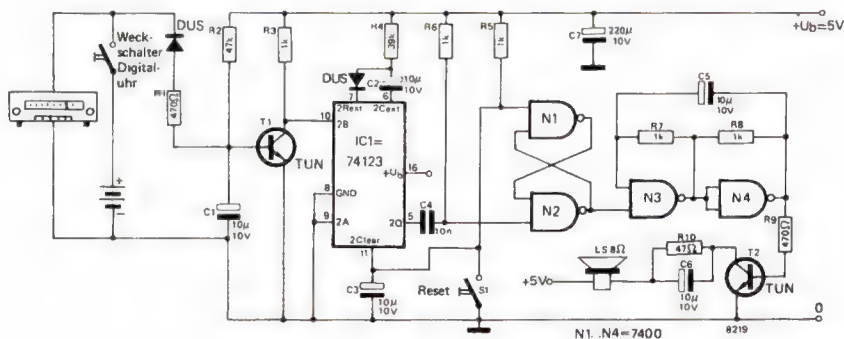 DUS
Weck-
schalter
Digital-
uhr
R1
470Ω
R2
47k
R3
1k
R4
39k
R6
1k
R5
1k
C7
220µ
10V
+Ub=5V
DUS
C2
10µ
10V
7
6
2Rext
2Cext
10
2B
IC1=
74123
+Ub
16
8
GND
9
2A
2Q
5
2Clear
11
T1
TUN
C1
10µ
10V
C3
10µ
10V
C4
10n
Reset
S1
N1
N2
N3
N4
C5
10µ
10V
R7
1k
R8
1k
R9
470Ω
R10
47Ω
C6
10µ
10V
LS 8Ω
+5V
T2
TUN
0
N1...N4=7400
8219